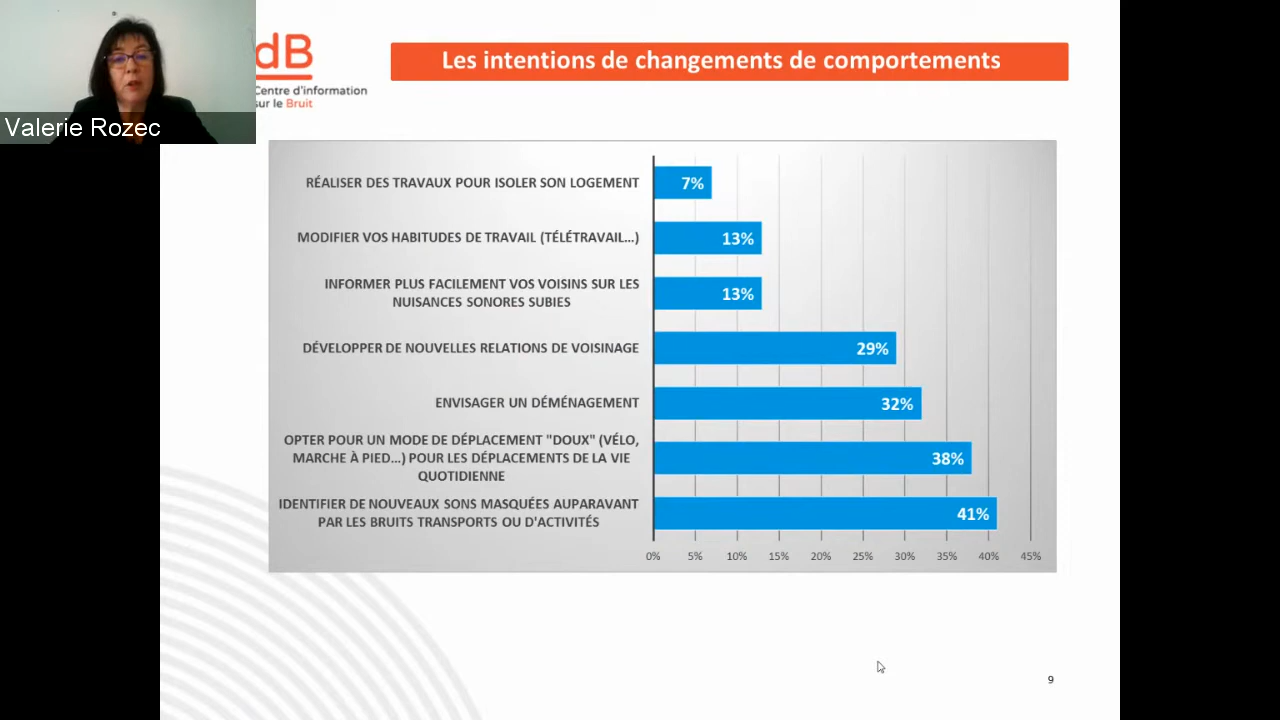 Valerie Rozec
dB
Centre d'information
sur le Bruit
Les intentions de changements de comportements
RÉALISER DES TRAVAUX POUR ISOLER SON LOGEMENT
7%
MODIFIER VOS HABITUDES DE TRAVAIL (TÉLÉTRAVAIL...)
13%
INFORMER PLUS FACILEMENT VOS VOISINS SUR LES
NUISANCES SONORES SUBIES
13%
DÉVELOPPER DE NOUVELLES RELATIONS DE VOISINAGE
29%
ENVISAGER UN DÉMÉNAGEMENT
32%
OPTER POUR UN MODE DE DÉPLACEMENT "DOUX" (VÉLO,
MARCHE À PIED...) POUR LES DÉPLACEMENTS DE LA VIE
QUOTIDIENNE
38%
IDENTIFIER DE NOUVEAUX SONS MASQUÉES AUPARAVANT
PAR LES BRUITS TRANSPORTS OU D'ACTIVITÉS
41%
0% 5% 10% 15% 20% 25% 30% 35% 40% 45%
9